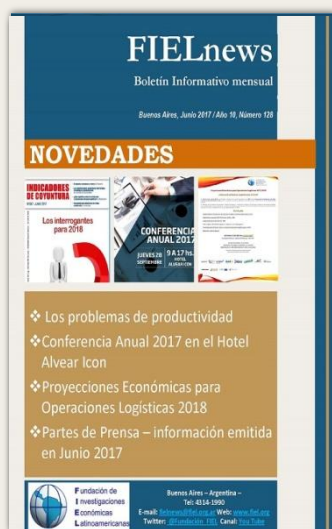 FIELnews
Boletín Informativo mensual
Buenos Aires, Junio 2017 / Año 10, Número 128
NOVEDADES
INDICADORES
DE COYUNTURA
Los interrogantes
para 2018
CONFERENCIA
ANUAL 2017
JUEVES 28
SEPTIEMBRE
9 A 17 hs.
HOTEL
ALVEAR ICON
❖ Los problemas de productividad
❖Conferencia Anual 2017 en el Hotel
Alvear Icon
❖Proyecciones Económicas para
Operaciones Logísticas 2018
❖Partes de Prensa – información emitida
en Junio 2017
Fundación de
Investigaciones
Económicas
Latinoamericanas
Buenos Aires – Argentina –
Tel: 4314-1990
E-mail: fielnews@fiel.org.ar Web: www.fiel.org
Twitter: @Fundación_FIEL Canal: You Tube